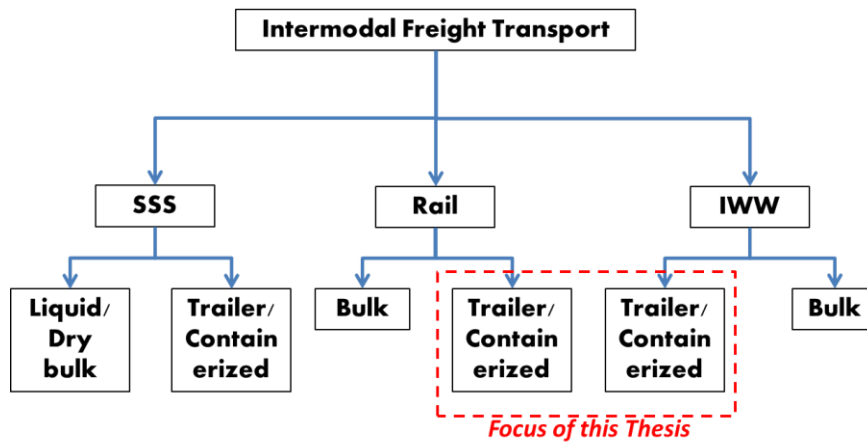 Intermodal Freight Transport
SSS
Rail
IWW
Liquid/
Dry
bulk
Trailer/
Contain
erized
Bulk
Trailer/
Contain
erized
Trailer/
Contain
erized
Bulk
Focus of this Thesis